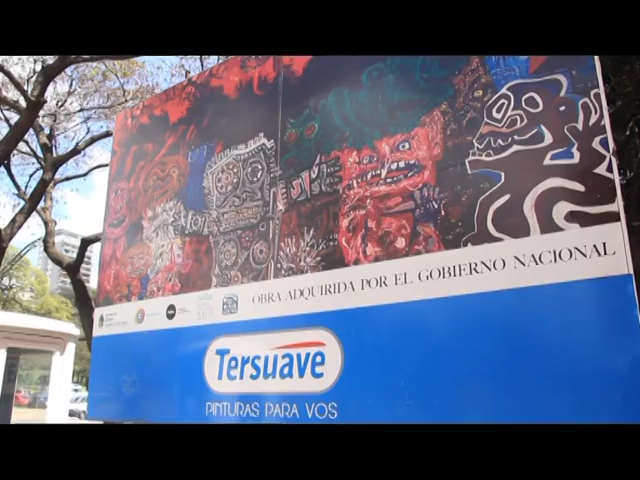 OBRA ADQUIRIDA POR EL GOBIERNO NACIONAL
Tersuave
PINTURAS PARA VOS